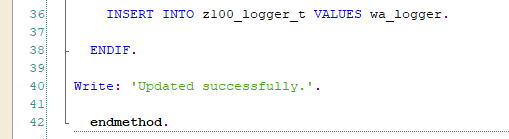 36 INSERT INTO z100_logger_t VALUES wa_logger.
37
38 ENDIF.
39
40 Write: 'Updated successfully.'.
41
42 endmethod.